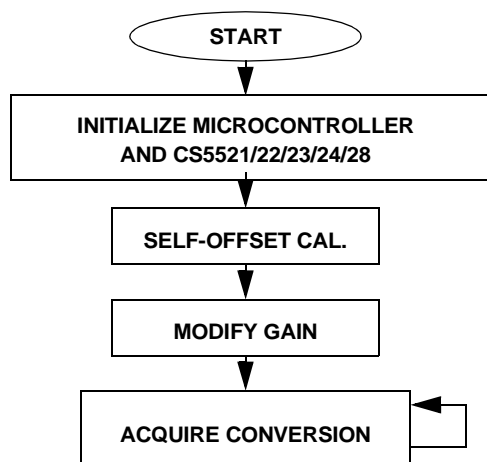 START
INITIALIZE MICROCONTROLLER
AND CS5521/22/23/24/28
SELF-OFFSET CAL.
MODIFY GAIN
ACQUIRE CONVERSION